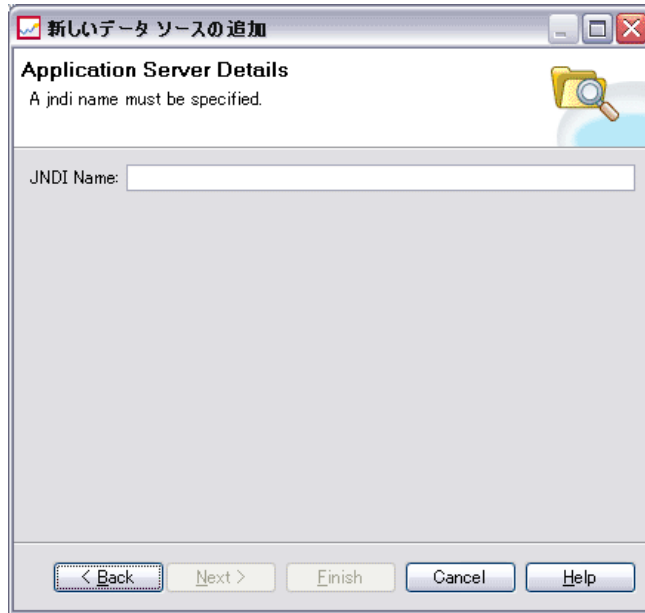 新しいデータ ソースの追加
Application Server Details
A jndi name must be specified.
JNDI Name:
< Back
Next >
Finish
Cancel
Help